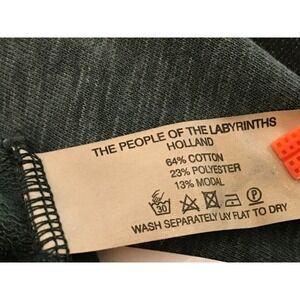 THE PEOPLE OF THE LABYRINTHS
HOLLAND
64% COTTON
23% POLYESTER
13% MODAL
30 P
WASH SEPARATELY LAY FLAT TO DRY